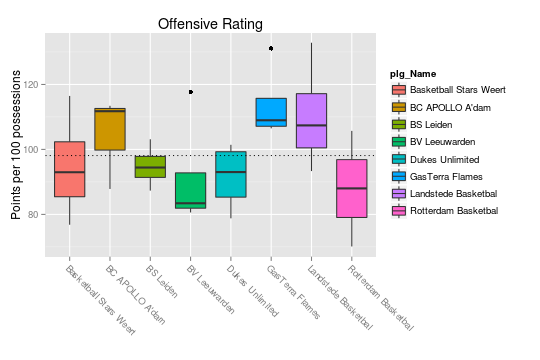 Offensive Rating
Points per 100 possessions
120
100
80
Basketball Stars Weert
BC APOLLO A'dam
BS Leiden
BV Leeuwarden
Dukes Unlimited
GasTerra Flames
Landstede Basketbal
Rotterdam Basketbal
plg_Name
Basketball Stars Weert
BC APOLLO A'dam
BS Leiden
BV Leeuwarden
Dukes Unlimited
GasTerra Flames
Landstede Basketbal
Rotterdam Basketbal